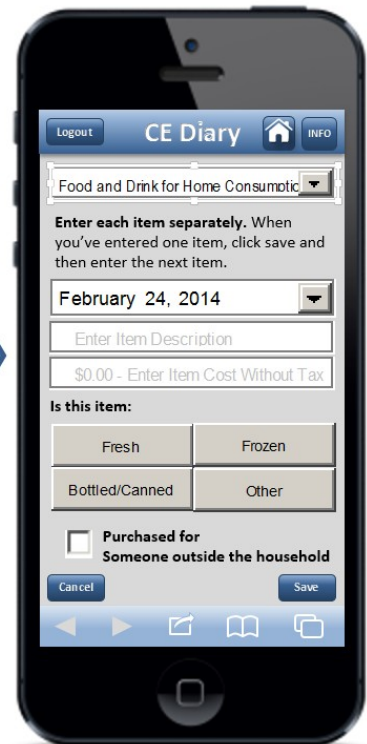 Logout CE Diary INFO
Food and Drink for Home Consumptic
Enter each item separately. When
you've entered one item, click save and
then enter the next
item.
February 24, 2014
Enter Item Description
$0.00 - Enter Item Cost Without Tax
Is this item:
Fresh Frozen
Bottled/Canned Other
Purchased for
Someone outside the household
Cancel Save